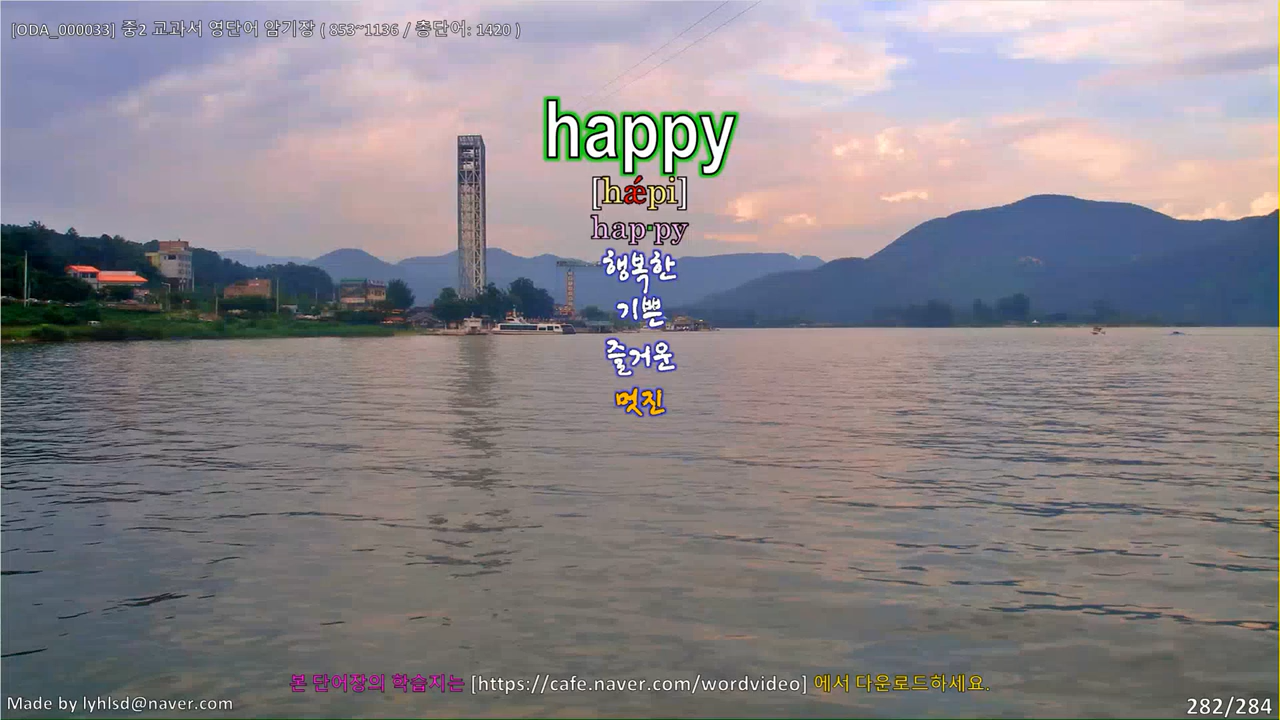 [ODA_000033] 중2 교과서 영단어 암기장 ( 853~1136 / 총단어: 1420 )
happy
[hǽpi]
hap·py
행복한
기쁜
즐거운
멋진
본 단어장의 학습지는 [https://cafe.naver.com/wordvideo] 에서 다운로드하세요.
Made by lyhlsd@naver.com
282/284